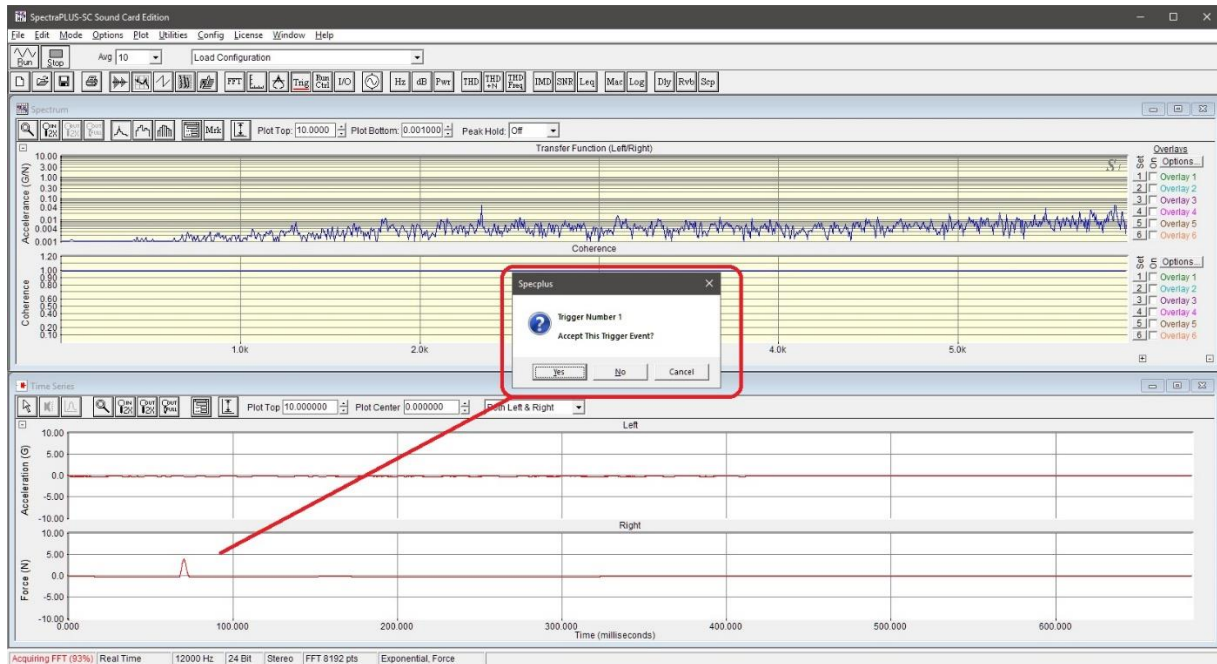 SpectraPLUS-SC Sound Card Edition
File Edit Mode Options Plot Utilities Config License Window Help
Run Stop Avg 10 Load Configuration
FFT Trig Run Ctrl I/O Hz dB Pwr THD THD +N THD Freq IMD SNR Leq Mac Log Dly Rvb Scp
Spectrum
Mrk Plot Top: 10.0000 Plot Bottom: 0.001000 Peak Hold: Off
Transfer Function (Left/Right)
Overlays
Set On Options...
Accelerance (G/N)
10.00
3.00
1.00
0.30
0.10
0.04
0.01
0.004
0.001
1 Overlay 1
2 Overlay 2
3 Overlay 3
4 Overlay 4
5 Overlay 5
6 Overlay 6
Coherence
Set On Options...
Coherence
1.20
1.00
0.90
0.80
0.60
0.50
0.40
0.20
0.10
1 Overlay 1
2 Overlay 2
3 Overlay 3
4 Overlay 4
5 Overlay 5
6 Overlay 6
1.0k 2.0k 4.0k 5.0k
Specplus
Trigger Number 1
Accept This Trigger Event?
Yes No Cancel
Time Series
Plot Top 10.000000 Plot Center 0.000000 Both Left & Right
Left
Acceleration (G)
10.00
5.00
0.0
-5.00
-10.00
Right
Force (N)
10.00
5.00
0.0
-5.00
-10.00
0.000 100.000 200.000 300.000 400.000 500.000 600.000
Time (milliseconds)
Acquiring FFT (93%) Real Time 12000 Hz 24 Bit Stereo FFT 8192 pts Exponential, Force